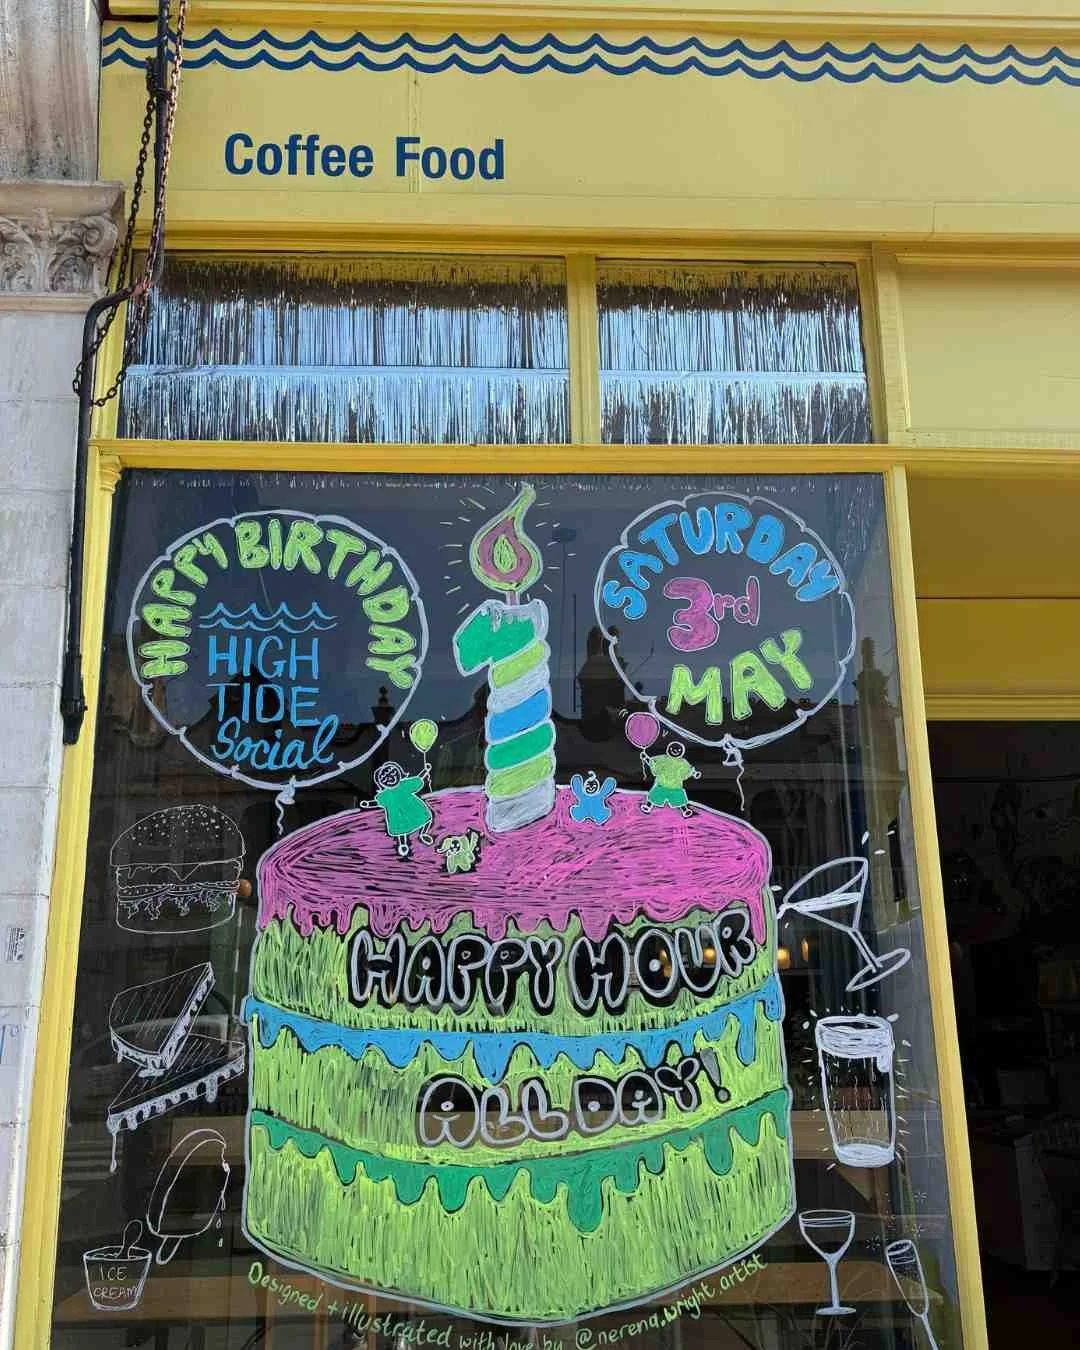 Coffee Food
HAPPY BIRTHDAY
HIGH
TIDE
Social
SATURDAY
3rd
MAY
HAPPY HOUR
ALL DAY!
ICE
CREAM
Designed + illustrated with love by @nerena.wright.artist